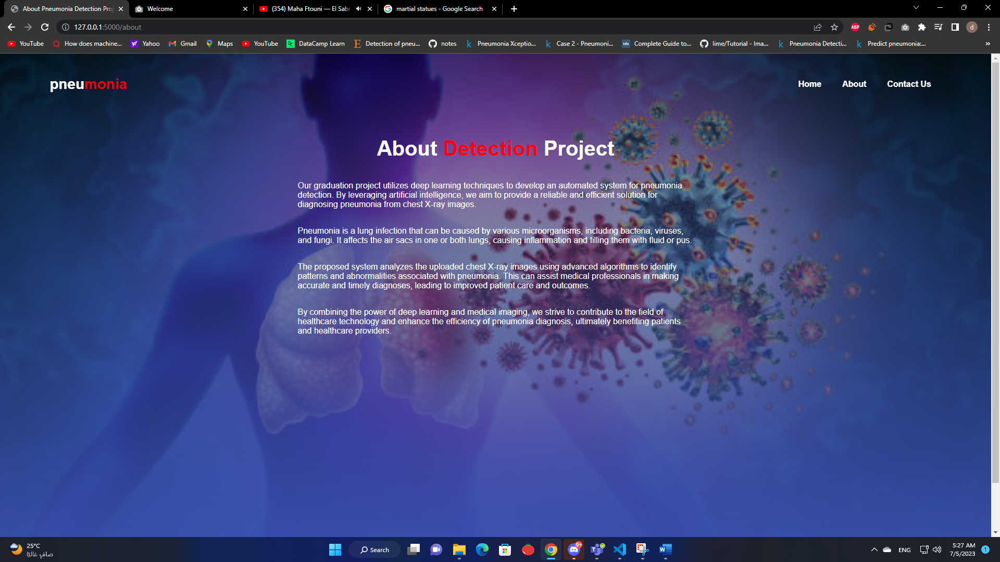 About Pneumonia Detection Proj
Welcome
(354) Maha Ftouni — El Sabr
martial statues - Google Search
127.0.0.1:5000/about
ABP
d
YouTube
How does machine...
Yahoo
Gmail
Maps
YouTube
DataCamp Learn
Detection of pneu...
notes
Pneumonia Xceptio...
Case 2 - Pneumoni...
tds
Complete Guide to...
lime/Tutorial - Ima...
Pneumonia Detecti...
Predict pneumonia:...
pneumonia
Home
About
Contact Us
About Detection Project
Our graduation project utilizes deep learning techniques to develop an automated system for pneumonia
detection. By leveraging artificial intelligence, we aim to provide a reliable and efficient solution for
diagnosing pneumonia from chest X-ray images.
Pneumonia is a lung infection that can be caused by various microorganisms, including bacteria, viruses,
and fungi. It affects the air sacs in one or both lungs, causing inflammation and filling them with fluid or pus.
The proposed system analyzes the uploaded chest X-ray images using advanced algorithms to identify
patterns and abnormalities associated with pneumonia. This can assist medical professionals in making
accurate and timely diagnoses, leading to improved patient care and outcomes.
By combining the power of deep learning and medical imaging, we strive to contribute to the field of
healthcare technology and enhance the efficiency of pneumonia diagnosis, ultimately benefiting patients
and healthcare providers.
25°C
صافٍ غالبًا
Search
9+
ENG
5:27 AM
7/5/2023
1